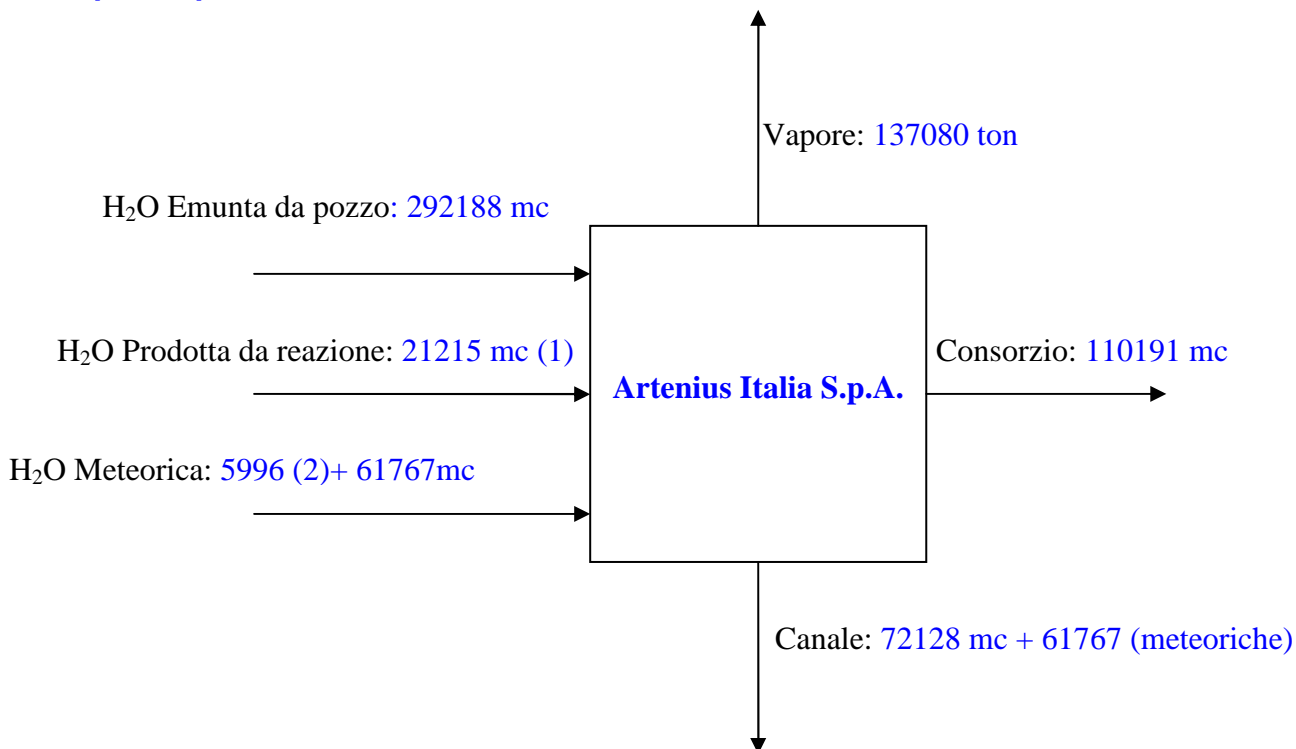 Vapore: 137080 ton
H₂O Emunta da pozzo: 292188 mc
H₂O Prodotta da reazione: 21215 mc (1)
Consorzio: 110191 mc
Artenius Italia S.p.A.
H₂O Meteorica: 5996 (2)+ 61767mc
Canale: 72128 mc + 61767 (meteoriche)